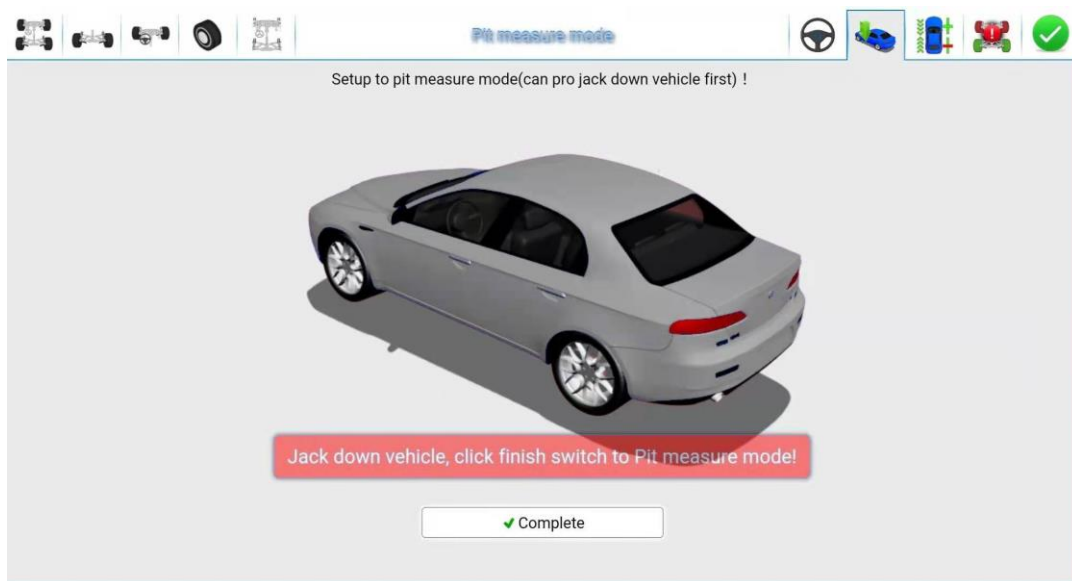 Pit measure mode
Setup to pit measure mode(can pro jack down vehicle first) !
Jack down vehicle, click finish switch to Pit measure mode!
Complete